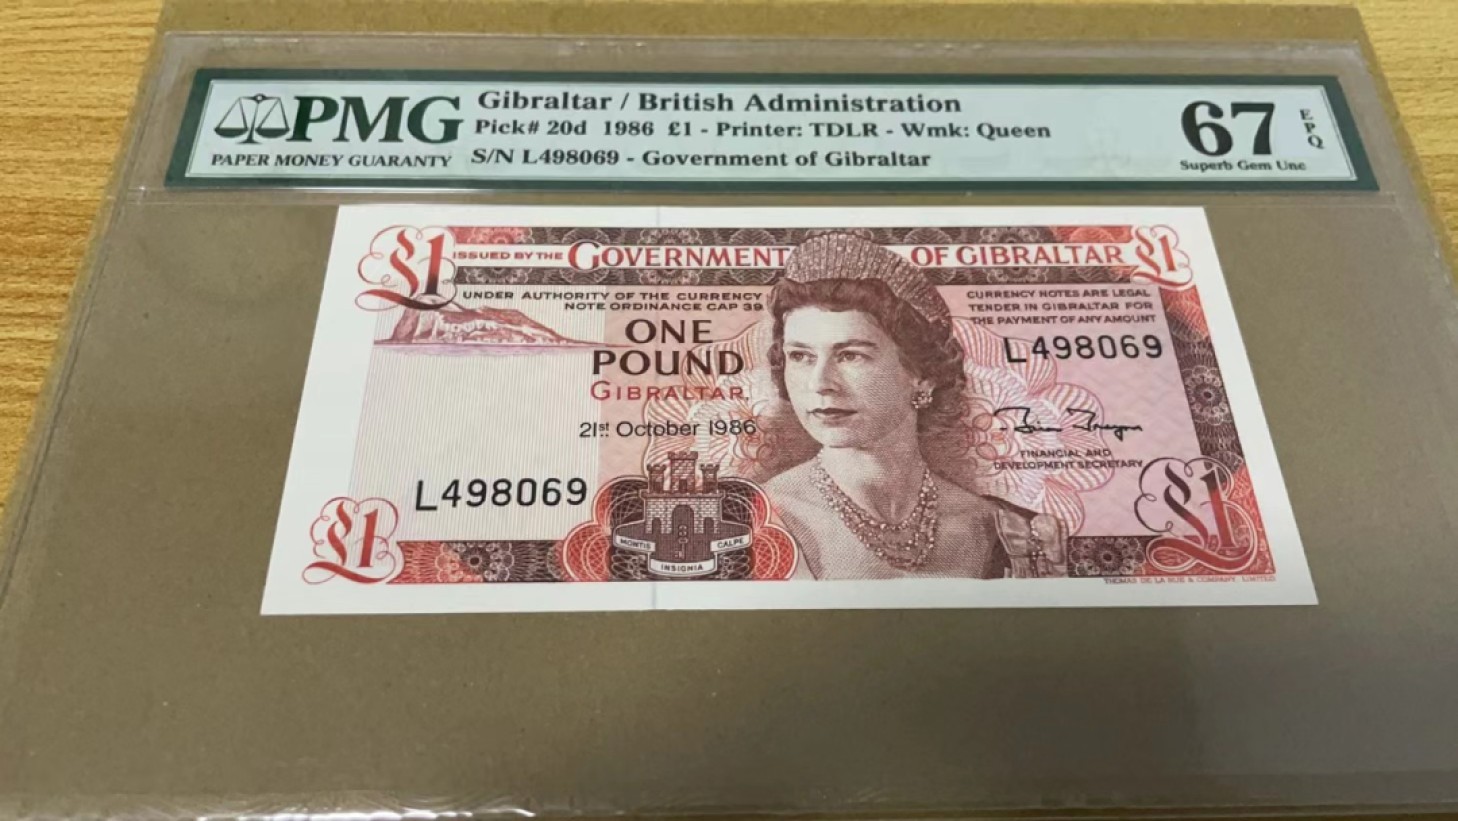 PMG
PAPER MONEY GUARANTY
Gibraltar / British Administration
Pick# 20d 1986 £1 - Printer: TDLR - Wmk: Queen
S/N L498069 - Government of Gibraltar
67 EPQ
Superb Gem Unc
£1
ISSUED BY THE GOVERNMENT OF GIBRALTAR
£1
UNDER AUTHORITY OF THE CURRENCY
NOTE ORDINANCE CAP 39
CURRENCY NOTES ARE LEGAL
TENDER IN GIBRALTAR FOR
THE PAYMENT OF ANY AMOUNT
ONE
POUND
GIBRALTAR.
21st October 1986
L498069
L498069
FINANCIAL AND
DEVELOPMENT SECRETARY
£1
£1
MONTIS CALPE
INSIGNIA
THOMAS DE LA RUE & COMPANY, LIMITED